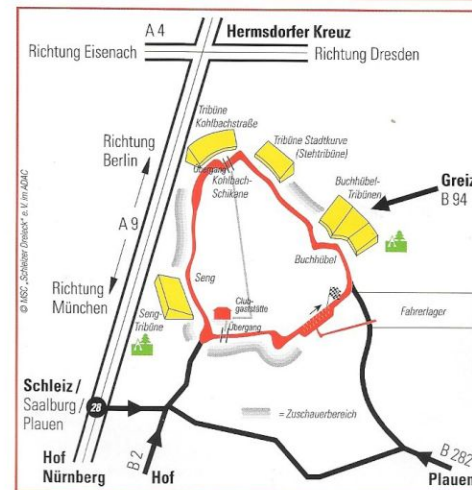 A 4
Hermsdorfer Kreuz
Richtung Eisenach
Richtung Dresden
Tribüne
Kohlbachstraße
Richtung
Berlin
Übergang
Kohlbach-
Schikane
Tribüne Stadtkurve
(Stehtribüne)
Buchhübel-
Tribünen
Greiz
B 94
A 9
© MSC „Schleizer Dreieck“ e. V. im ADAC
Buchhübel
Richtung
München
Seng
Seng-
Tribüne
Club-
gaststätte
Übergang
Fahrerlager
Schleiz /
Saalburg /
Plauen
28
= Zuschauerbereich
Hof
Nürnberg
B 2
Hof
B 282
Plauen